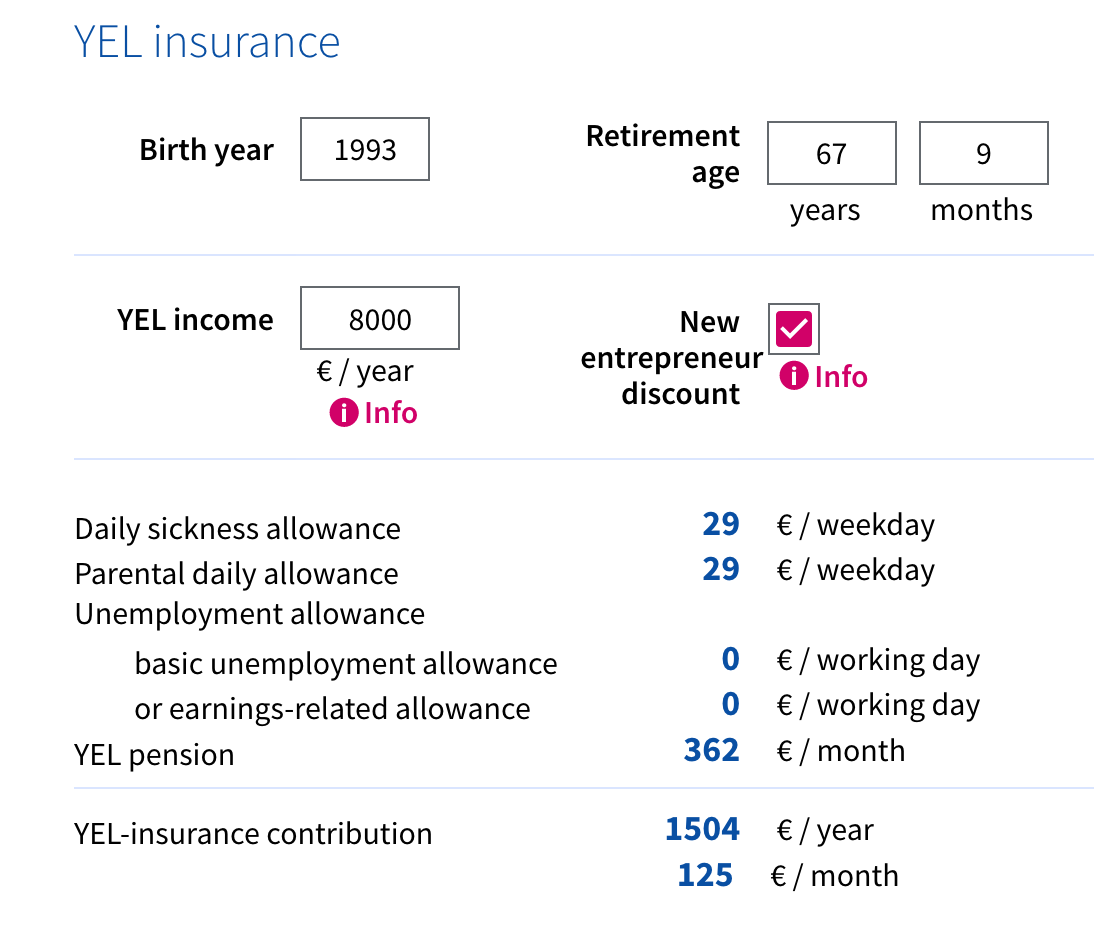 YEL insurance
Birth year 1993 Retirement age 67 9
years months
YEL income 8000 New entrepreneur discount
€ / year
Info Info
Daily sickness allowance 29 € / weekday
Parental daily allowance 29 € / weekday
Unemployment allowance
basic unemployment allowance 0 € / working day
or earnings-related allowance 0 € / working day
YEL pension 362 € / month
YEL-insurance contribution 1504 € / year
125 € / month